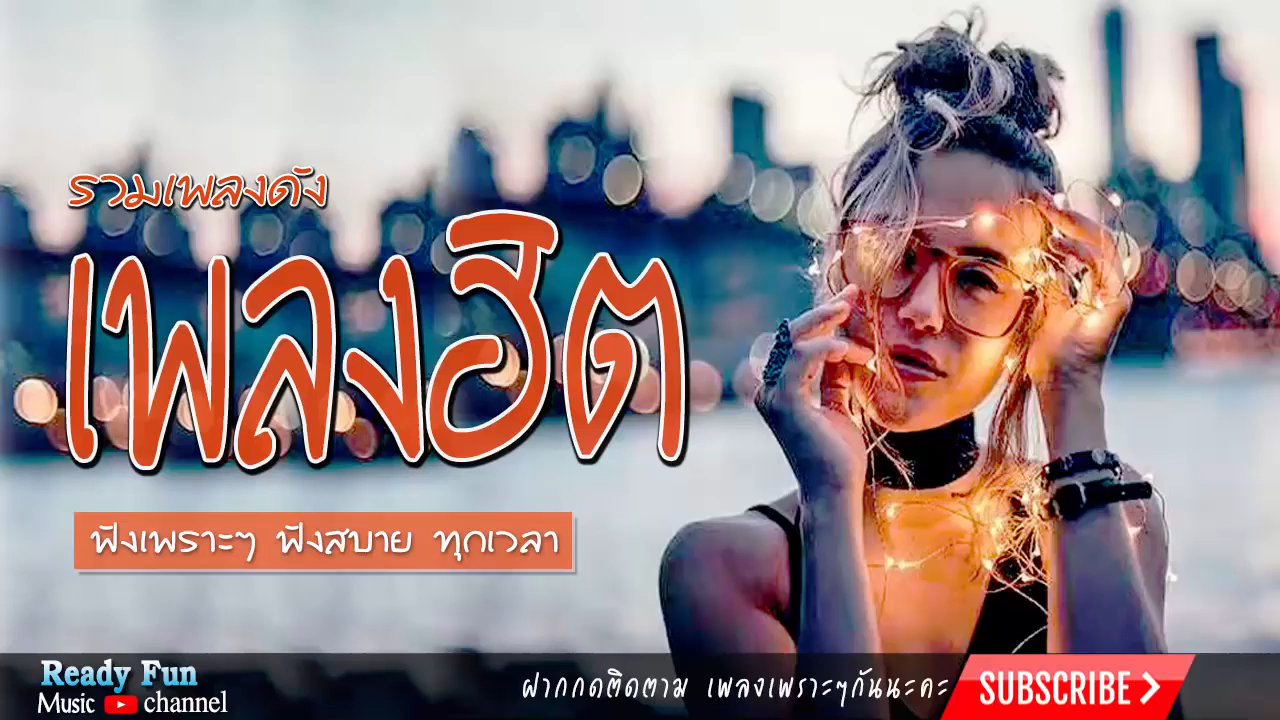 รวมเพลงดัง
เพลงฮิต
ฟังเพราะๆ ฟังสบาย ทุกเวลา
Ready Fun
Music channel
ฝากกดติดตาม เพลงเพราะๆกันนะคะ
SUBSCRIBE